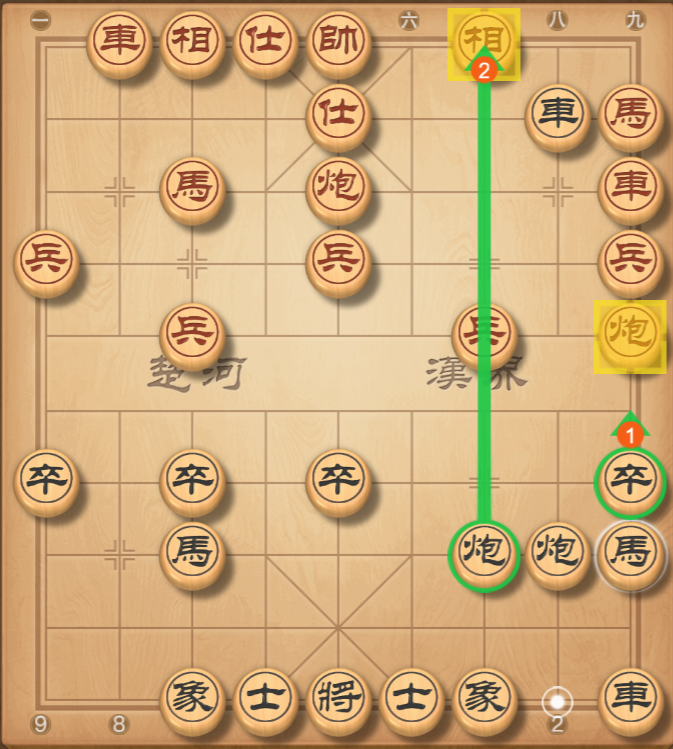 一 六 八 九
車 相 仕 帥 相
2
仕 車 馬
馬 炮 車
兵 兵 兵
兵 兵 炮
楚河 漢界
1
卒 卒 卒 卒
馬 炮 炮 馬
象 士 將 士 象 車
9 8 2